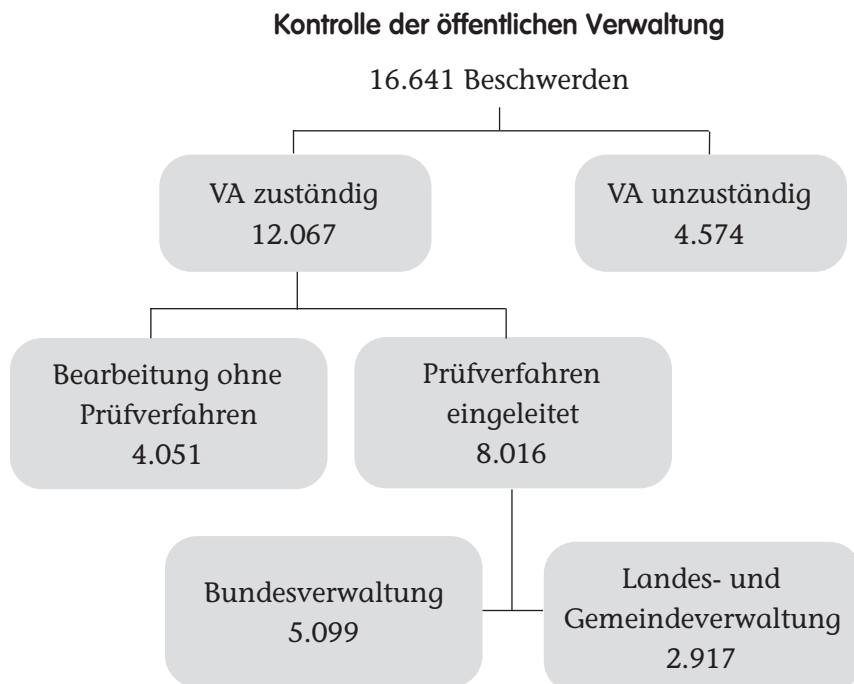 Kontrolle der öffentlichen Verwaltung
16.641 Beschwerden
VA zuständig
12.067
VA unzuständig
4.574
Bearbeitung ohne
Prüfverfahren
4.051
Prüfverfahren
eingeleitet
8.016
Bundesverwaltung
5.099
Landes- und
Gemeindeverwaltung
2.917